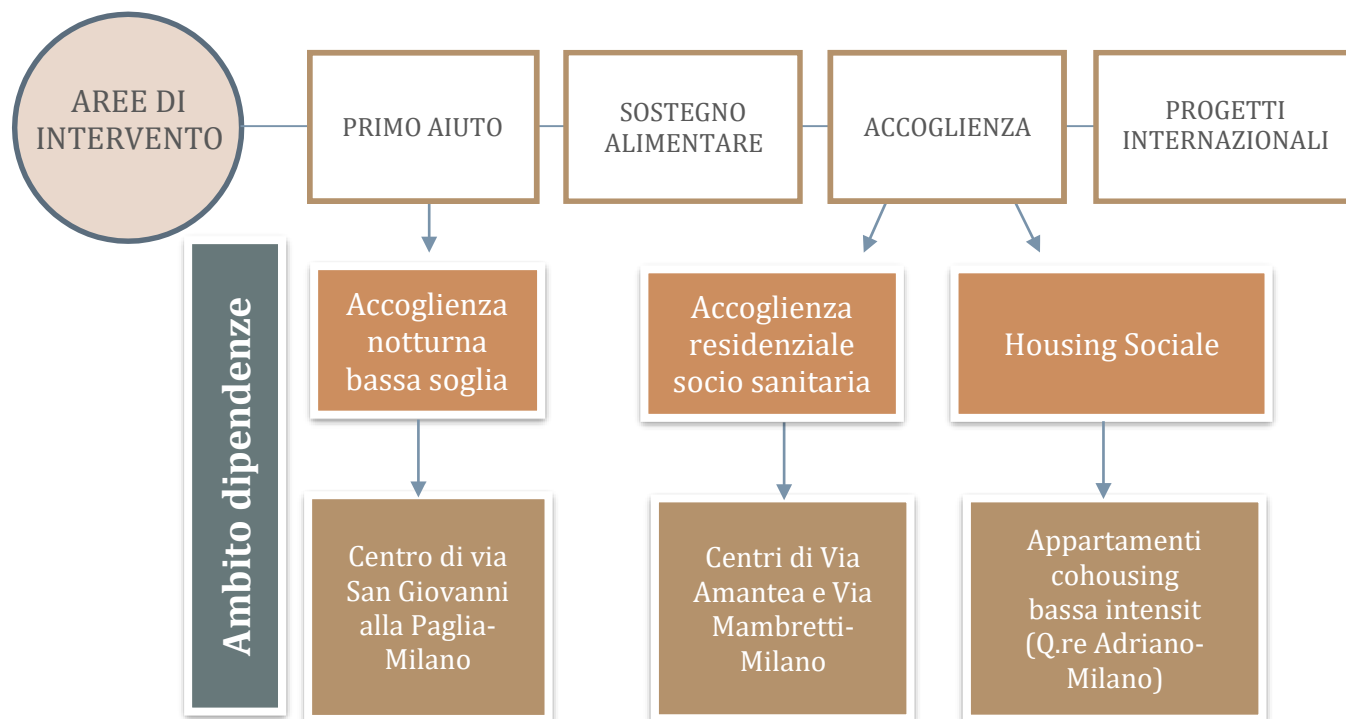 AREE DI
INTERVENTO
PRIMO AIUTO
SOSTEGNO
ALIMENTARE
ACCOGLIENZA
PROGETTI
INTERNAZIONALI
Ambito dipendenze
Accoglienza
notturna
bassa soglia
Accoglienza
residenziale
socio sanitaria
Housing Sociale
Centro di via
San Giovanni
alla Paglia-
Milano
Centri di Via
Amantea e Via
Mambretti-
Milano
Appartamenti
cohousing
bassa intensit
(Q.re Adriano-
Milano)